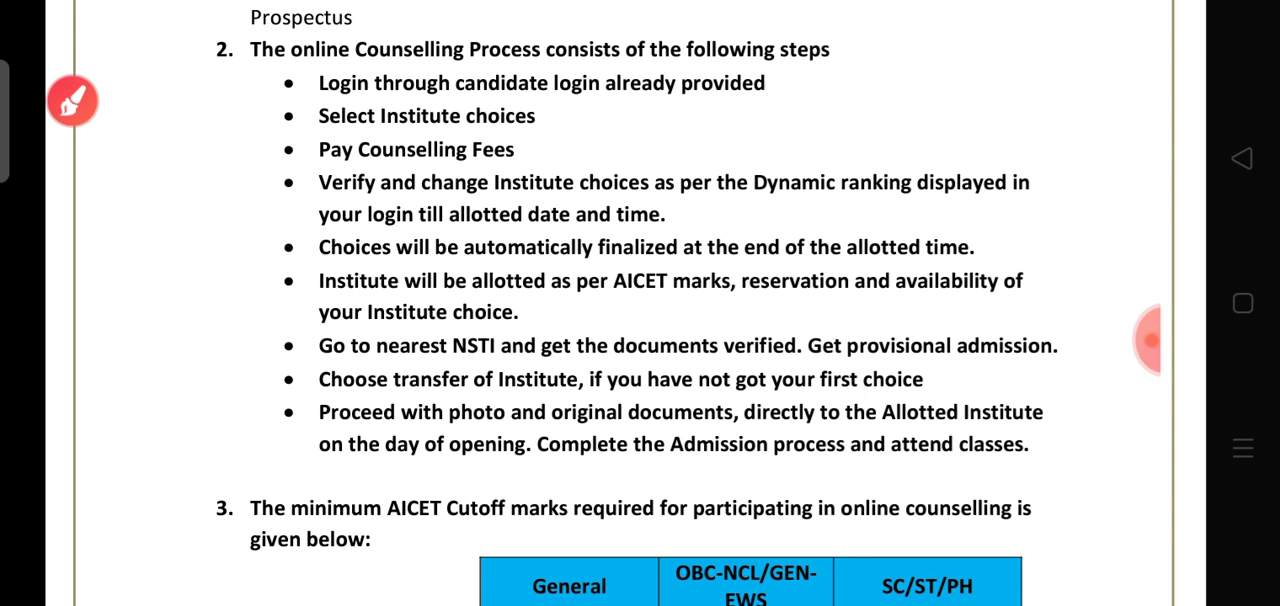 Prospectus
2. The online Counselling Process consists of the following steps
• Login through candidate login already provided
• Select Institute choices
• Pay Counselling Fees
• Verify and change Institute choices as per the Dynamic ranking displayed in
your login till allotted date and time.
• Choices will be automatically finalized at the end of the allotted time.
• Institute will be allotted as per AICET marks, reservation and availability of
your Institute choice.
• Go to nearest NSTI and get the documents verified. Get provisional admission.
• Choose transfer of Institute, if you have not got your first choice
• Proceed with photo and original documents, directly to the Allotted Institute
on the day of opening. Complete the Admission process and attend classes.
3. The minimum AICET Cutoff marks required for participating in online counselling is
given below:
General OBC-NCL/GEN- SC/ST/PH
EWS